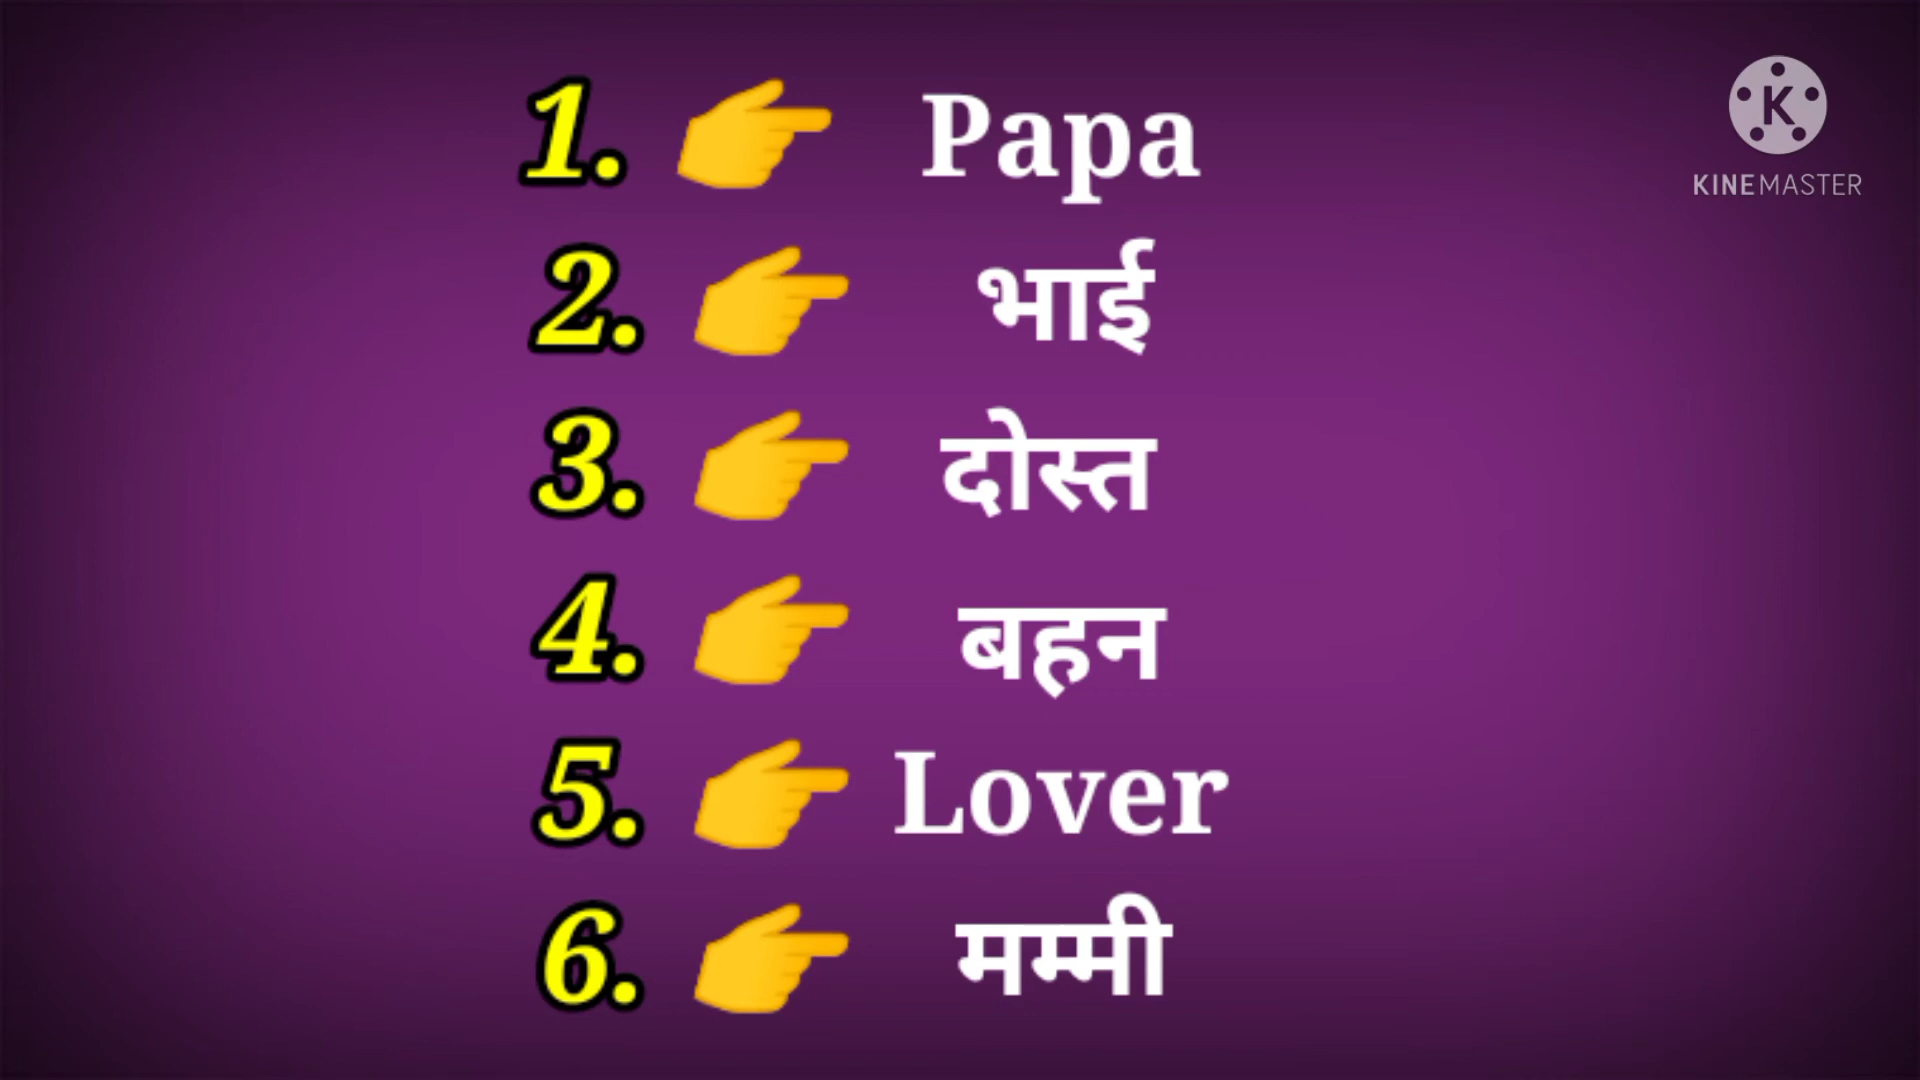 1. 👉 Papa
2. 👉 भाई
3. 👉 दोस्त
4. 👉 बहन
5. 👉 Lover
6. 👉 मम्मी
K
KINEMASTER